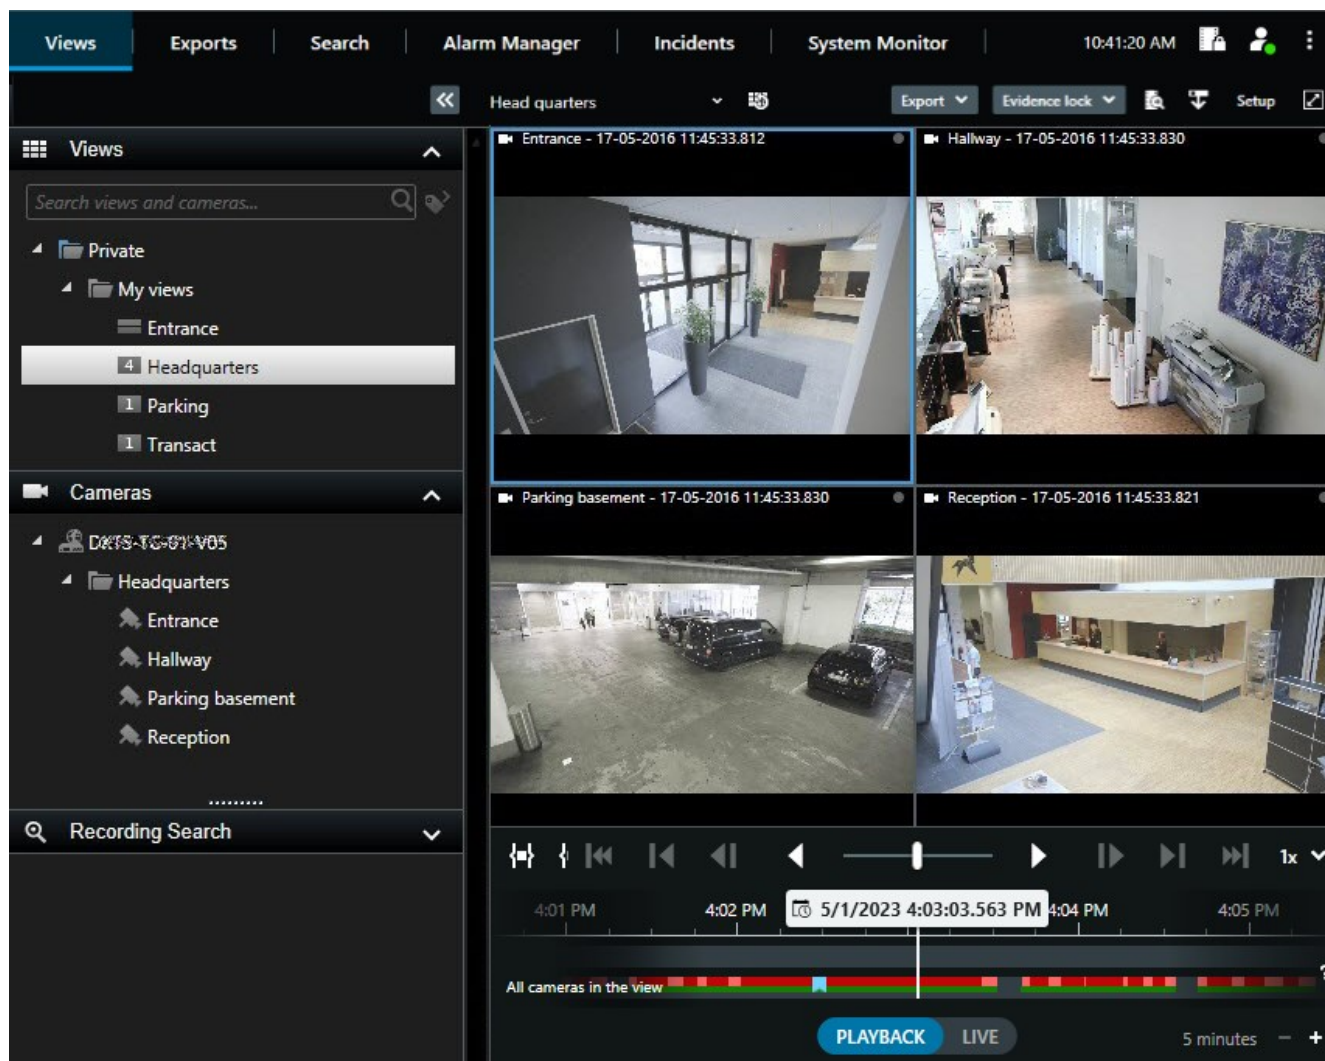 Views Exports Search Alarm Manager Incidents System Monitor 10:41:20 AM
Head quarters Export Evidence lock Setup
Views
Search views and cameras...
Private
My views
Entrance
4 Headquarters
1 Parking
1 Transact
Cameras
Headquarters
Entrance
Hallway
Parking basement
Reception
Recording Search
Entrance - 17-05-2016 11:45:33.812
Hallway - 17-05-2016 11:45:33.830
Parking basement - 17-05-2016 11:45:33.830
Reception - 17-05-2016 11:45:33.821
1x
4:01 PM 4:02 PM 5/1/2023 4:03:03.563 PM 4:04 PM 4:05 PM
All cameras in the view
PLAYBACK LIVE 5 minutes - +